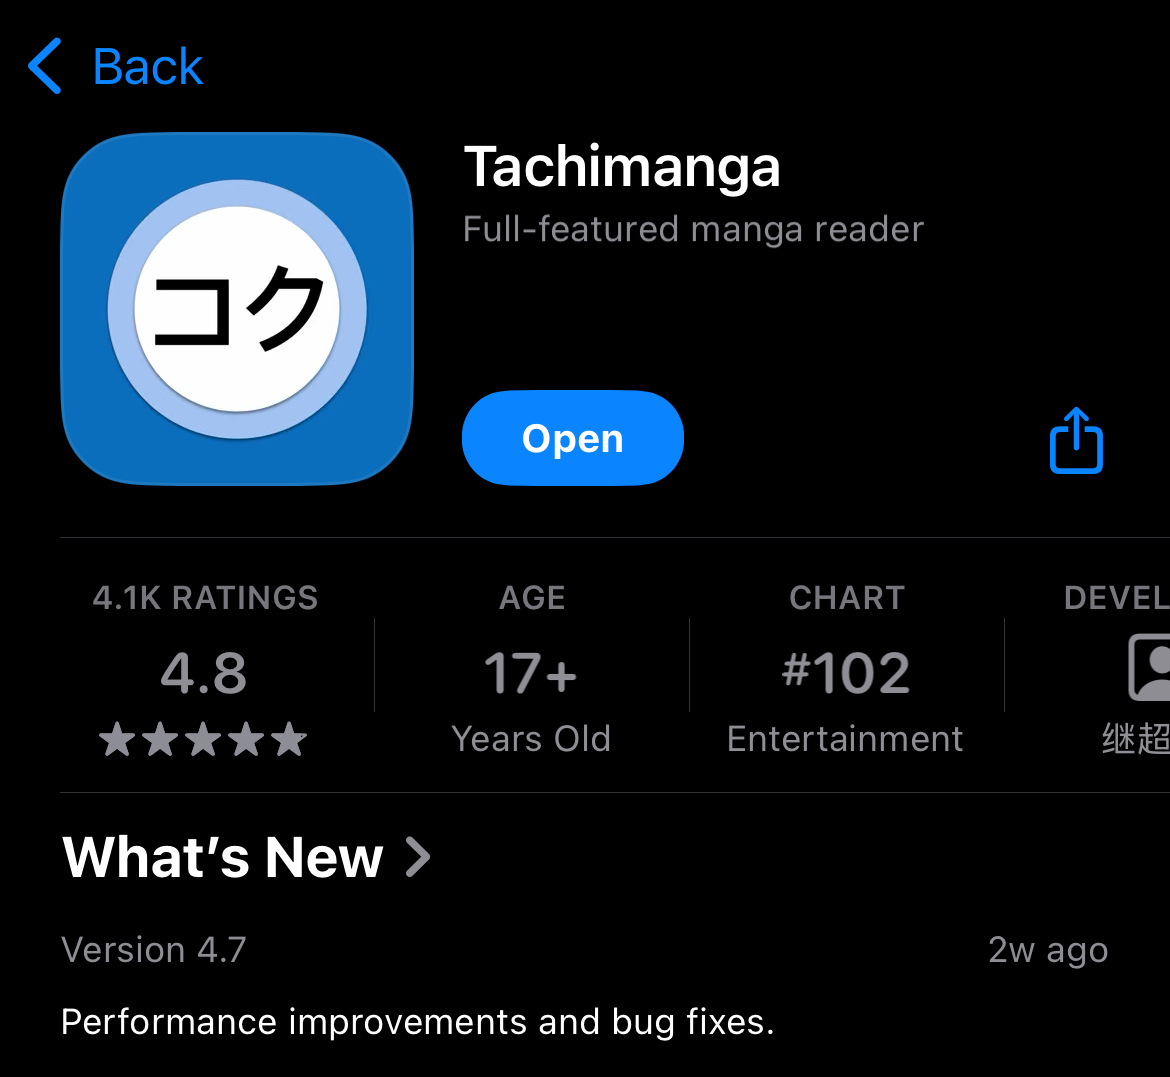 Back
Tachimanga
Full-featured manga reader
コク
Open
4.1K RATINGS
AGE
CHART
DEVEL
4.8
17+
#102
Years Old
Entertainment
继超
What's New
Version 4.7
2w ago
Performance improvements and bug fixes.